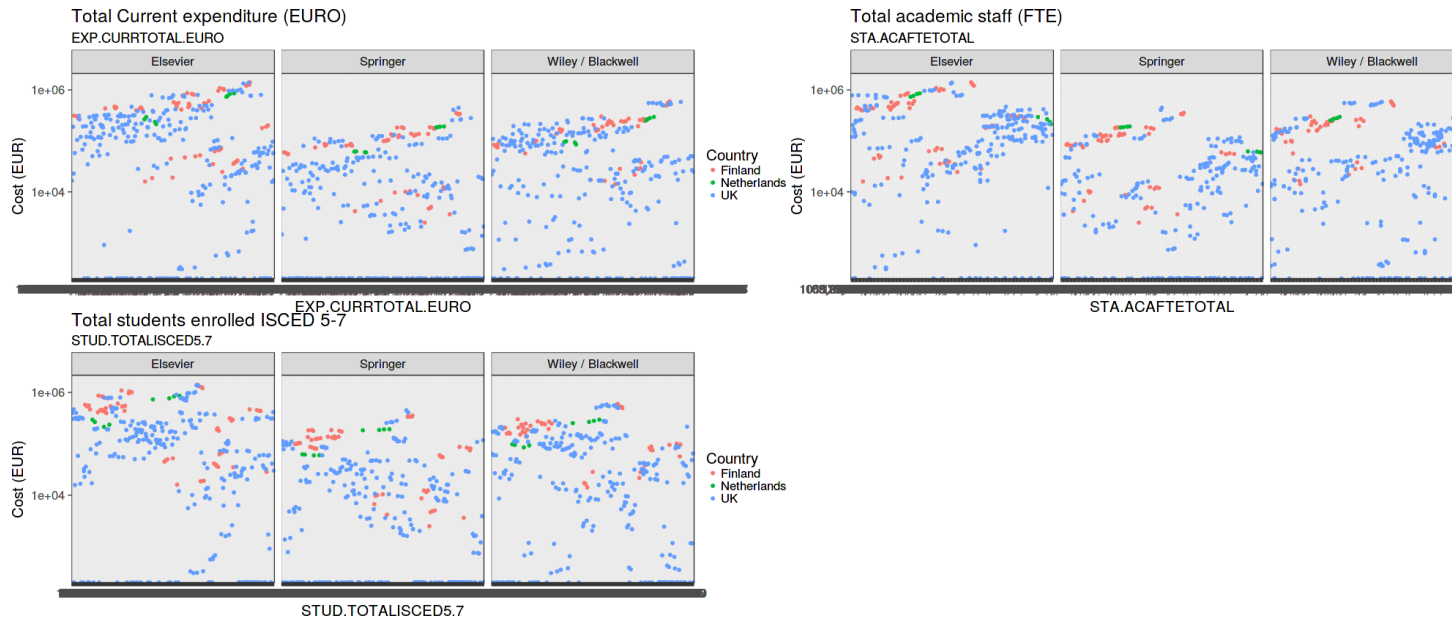 Total Current expenditure (EURO)
EXP.CURRTOTAL.EURO
Elsevier
Springer
Wiley / Blackwell
Cost (EUR)
1e+06
1e+04
EXP.CURRTOTAL.EURO
Country
Finland
Netherlands
UK
Total academic staff (FTE)
STA.ACAFTETOTAL
Elsevier
Springer
Wiley / Blackwell
Cost (EUR)
1e+06
1e+04
STA.ACAFTETOTAL
Total students enrolled ISCED 5-7
STUD.TOTALISCED5.7
Elsevier
Springer
Wiley / Blackwell
Cost (EUR)
1e+06
1e+04
STUD.TOTALISCED5.7
Country
Finland
Netherlands
UK